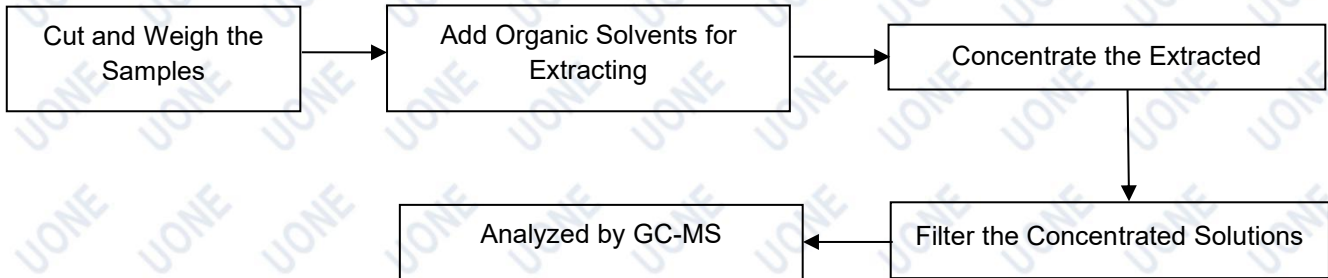 Cut and Weigh the
Samples
Add Organic Solvents for
Extracting
Concentrate the Extracted
Filter the Concentrated Solutions
Analyzed by GC-MS
UONE